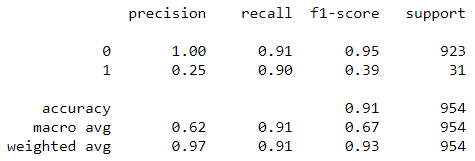 precision recall f1-score support
0 1.00 0.91 0.95 923
1 0.25 0.90 0.39 31
accuracy 0.91 954
macro avg 0.62 0.91 0.67 954
weighted avg 0.97 0.91 0.93 954